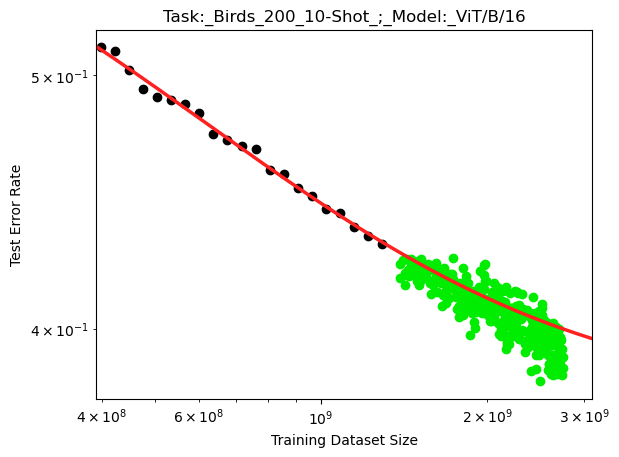 Task:_Birds_200_10-Shot_;_Model:_ViT/B/16
5 × 10⁻¹
4 × 10⁻¹
Test Error Rate
4 × 10⁸ 6 × 10⁸ 10⁹ 2 × 10⁹ 3 × 10⁹
Training Dataset Size